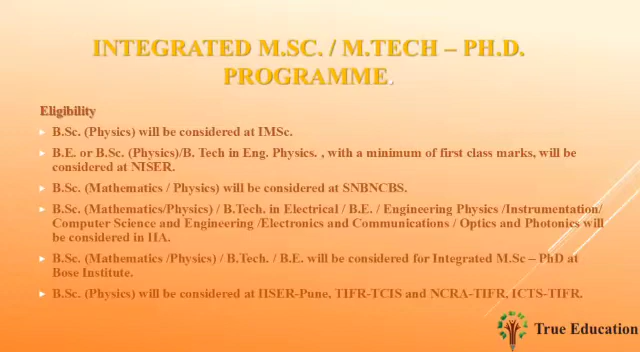 INTEGRATED M.SC. / M.TECH – PH.D.
PROGRAMME.
Eligibility
B.Sc. (Physics) will be considered at IMSc.
B.E. or B.Sc. (Physics)/B. Tech in Eng. Physics. , with a minimum of first class marks, will be
considered at NISER.
B.Sc. (Mathematics / Physics) will be considered at SNBNCBS.
B.Sc. (Mathematics/Physics) / B.Tech. in Electrical / B.E. / Engineering Physics /Instrumentation/
Computer Science and Engineering /Electronics and Communications / Optics and Photonics will
be considered in IIA.
B.Sc. (Mathematics /Physics) / B.Tech. / B.E. will be considered for Integrated M.Sc – PhD at
Bose Institute.
B.Sc. (Physics) will be considered at IISER-Pune, TIFR-TCIS and NCRA-TIFR, ICTS-TIFR.
True Education